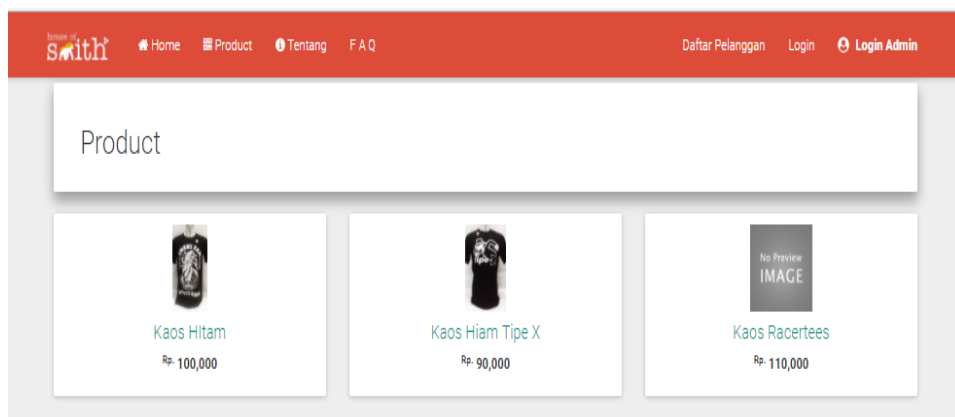 house of
smith
Home Product Tentang F A Q Daftar Pelanggan Login Login Admin
Product
No Preview
IMAGE
Kaos HItam Kaos Hiam Tipe X Kaos Racertees
Rp. 100,000 Rp. 90,000 Rp. 110,000